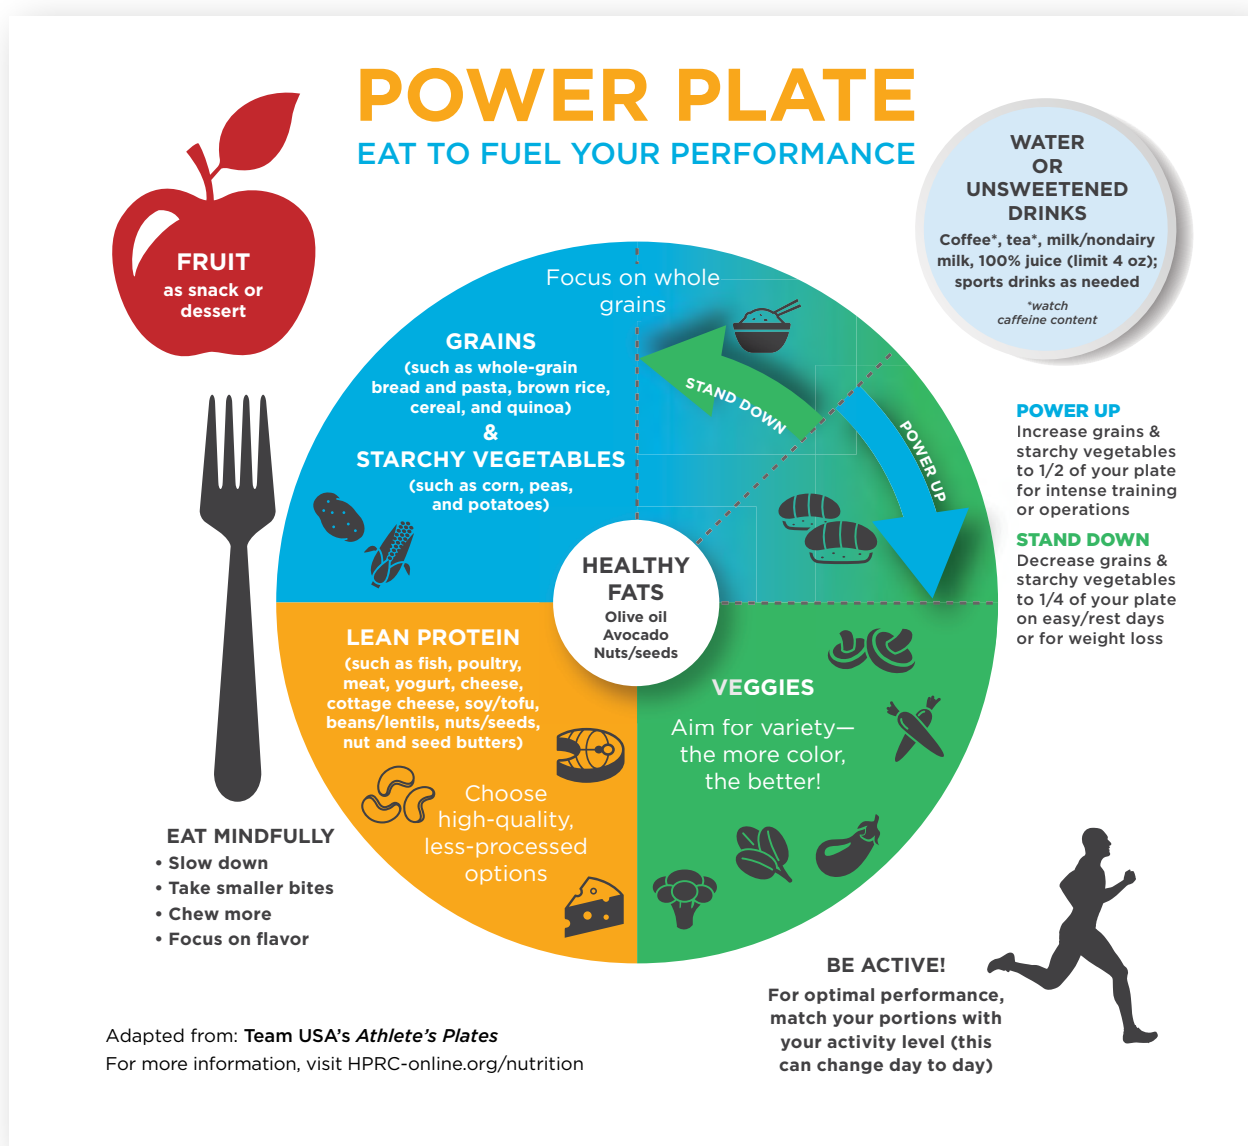 POWER PLATE
EAT TO FUEL YOUR PERFORMANCE
FRUIT
as snack or
dessert
WATER
OR
UNSWEETENED
DRINKS
Coffee*, tea*, milk/nondairy
milk, 100% juice (limit 4 oz);
sports drinks as needed
*watch
caffeine content
Focus on whole
grains
GRAINS
(such as whole-grain
bread and pasta, brown rice,
cereal, and quinoa)
&
STARCHY VEGETABLES
(such as corn, peas,
and potatoes)
STAND DOWN
POWER UP
POWER UP
Increase grains &
starchy vegetables
to 1/2 of your plate
for intense training
or operations
STAND DOWN
Decrease grains &
starchy vegetables
to 1/4 of your plate
on easy/rest days
or for weight loss
HEALTHY
FATS
Olive oil
Avocado
Nuts/seeds
LEAN PROTEIN
(such as fish, poultry,
meat, yogurt, cheese,
cottage cheese, soy/tofu,
beans/lentils, nuts/seeds,
nut and seed butters)
Choose
high-quality,
less-processed
options
VEGGIES
Aim for variety—
the more color,
the better!
EAT MINDFULLY
• Slow down
• Take smaller bites
• Chew more
• Focus on flavor
BE ACTIVE!
For optimal performance,
match your portions with
your activity level (this
can change day to day)
Adapted from: Team USA's Athlete's Plates
For more information, visit HPRC-online.org/nutrition